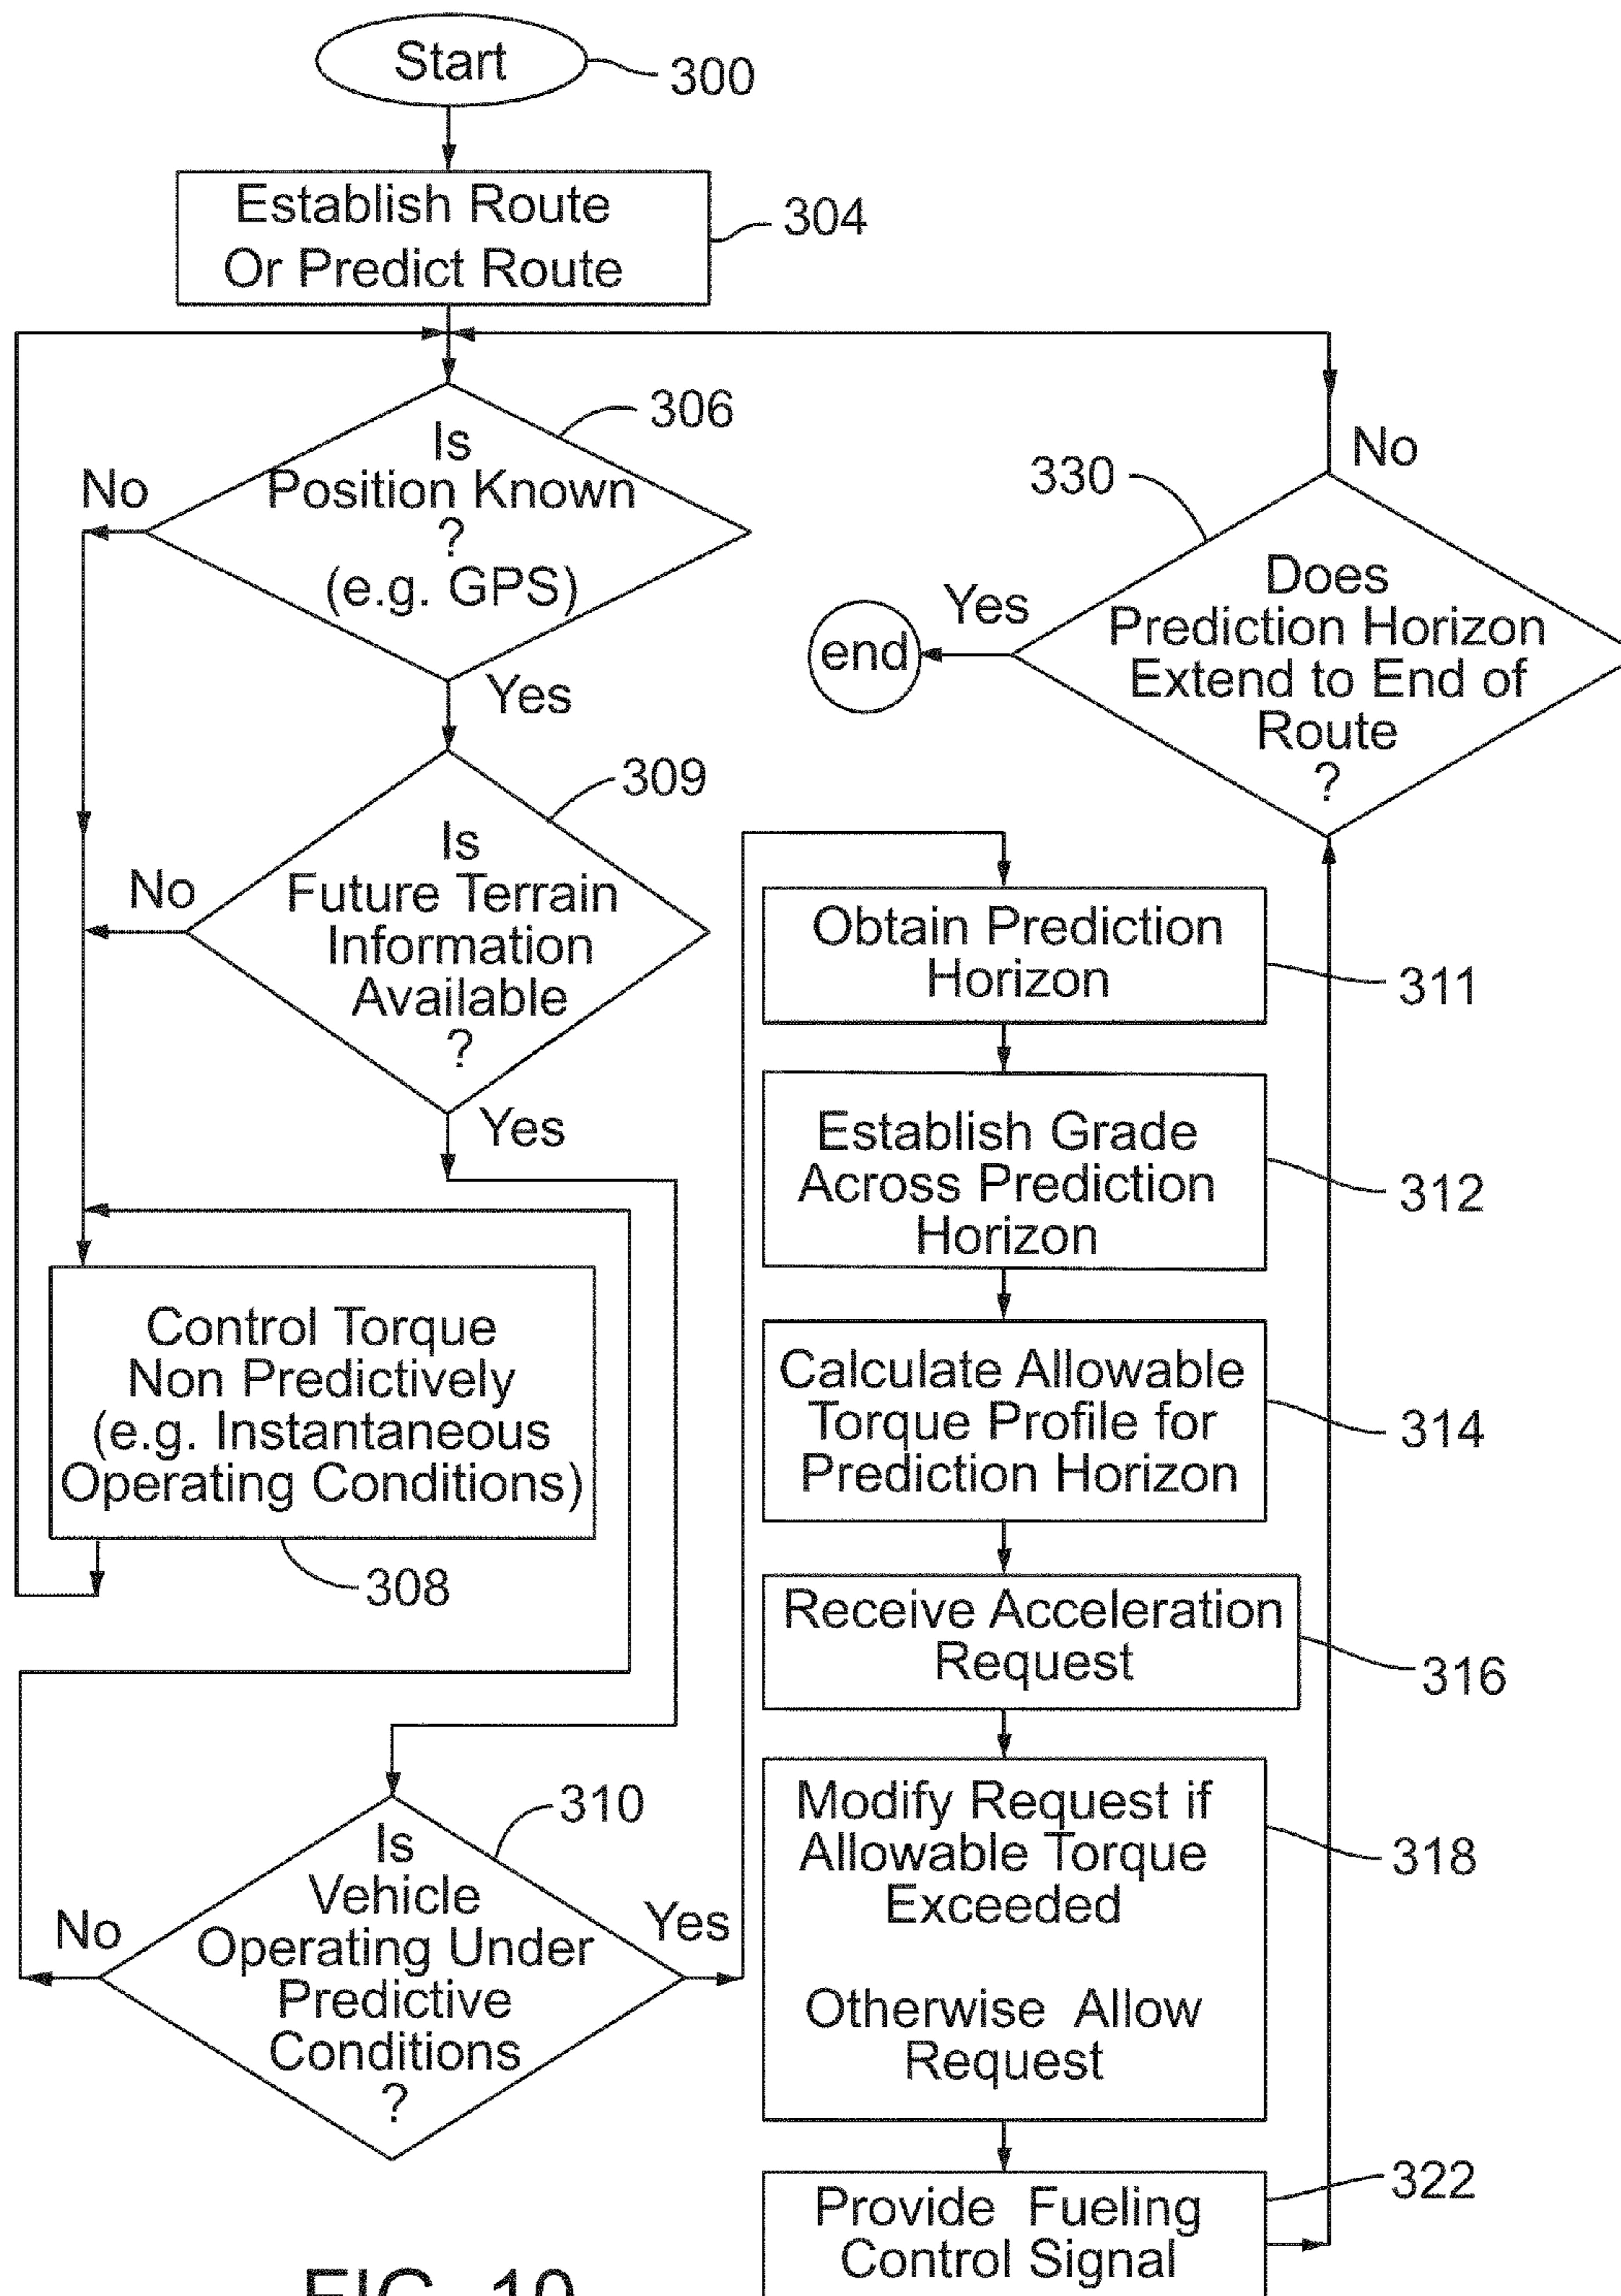 Start
300
Establish Route
Or Predict Route
304
306
Is
Position Known
?
(e.g. GPS)
No
Yes
309
Is
Future Terrain
Information
Available
?
No
Yes
Control Torque
Non Predictively
(e.g. Instantaneous
Operating Conditions)
308
310
Is
Vehicle
Operating Under
Predictive
Conditions
?
No
Yes
Obtain Prediction
Horizon
311
Establish Grade
Across Prediction
Horizon
312
Calculate Allowable
Torque Profile for
Prediction Horizon
314
Receive Acceleration
Request
316
Modify Request if
Allowable Torque
Exceeded
Otherwise Allow
Request
318
Provide Fueling
Control Signal
322
330
Does
Prediction Horizon
Extend to End of
Route
?
No
Yes
end
FIG. 10